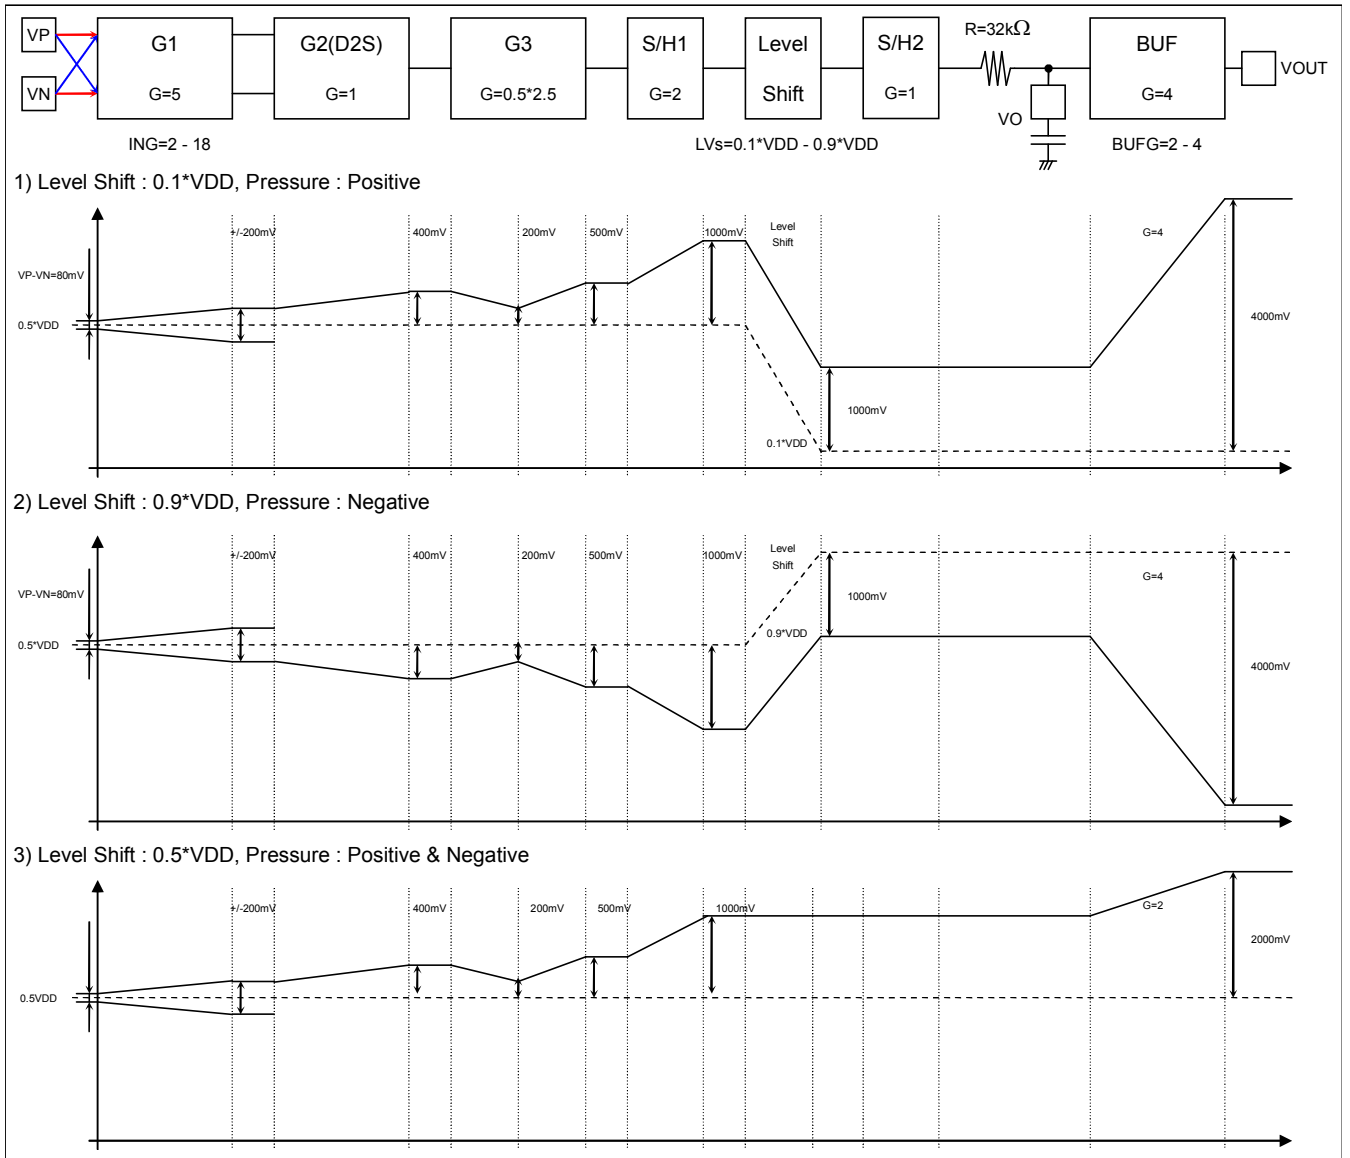 VP
VN
G1
G=5
G2(D2S)
G=1
G3
G=0.5*2.5
S/H1
G=2
Level
Shift
S/H2
G=1
R=32kΩ
VO
BUF
G=4
VOUT
ING=2 - 18
LVs=0.1*VDD - 0.9*VDD
BUFG=2 - 4
1) Level Shift : 0.1*VDD, Pressure : Positive
+/-200mV
400mV
200mV
500mV
1000mV
Level
Shift
G=4
VP-VN=80mV
0.5*VDD
4000mV
1000mV
0.1*VDD
2) Level Shift : 0.9*VDD, Pressure : Negative
+/-200mV
400mV
200mV
500mV
1000mV
Level
Shift
G=4
VP-VN=80mV
1000mV
0.5*VDD
0.9*VDD
4000mV
3) Level Shift : 0.5*VDD, Pressure : Positive & Negative
+/-200mV
400mV
200mV
500mV
1000mV
G=2
2000mV
0.5VDD